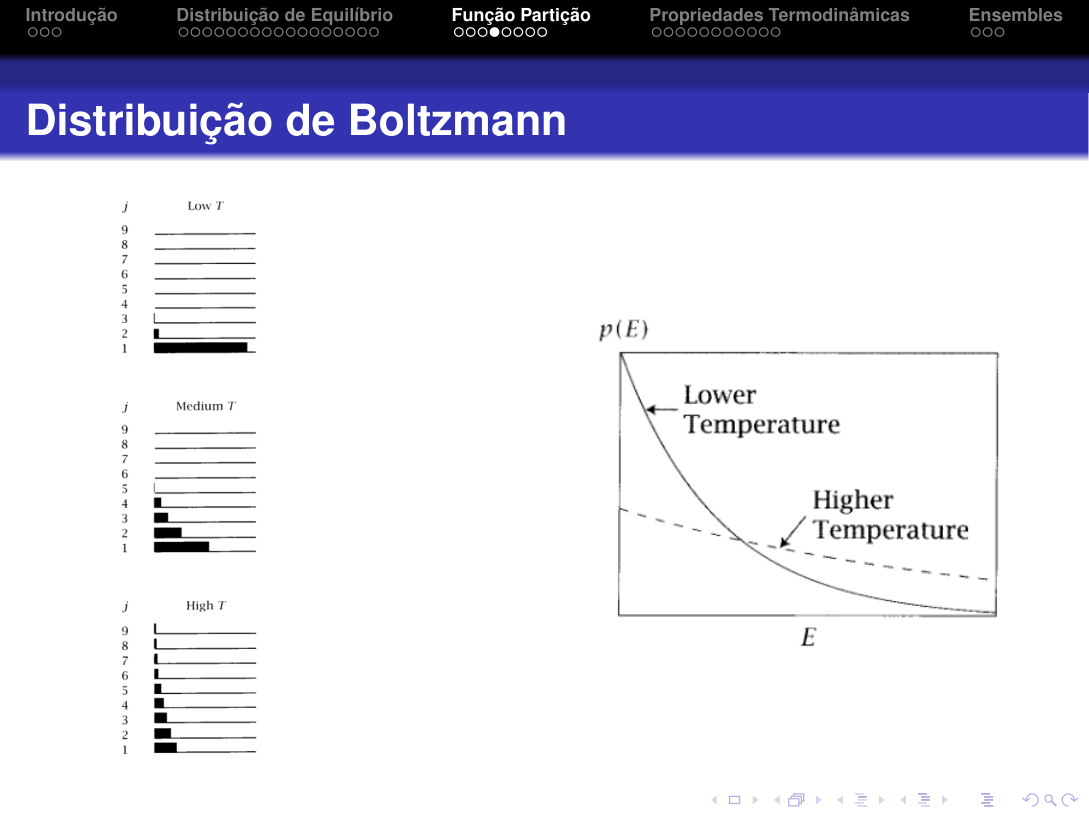 Introdução Distribuição de Equilíbrio Função Partição Propriedades Termodinâmicas Ensembles
Distribuição de Boltzmann
j Low T
9
8
7
6
5
4
3
2
1
j Medium T
9
8
7
6
5
4
3
2
1
j High T
9
8
7
6
5
4
3
2
1
p(E)
Lower
Temperature
Higher
Temperature
E